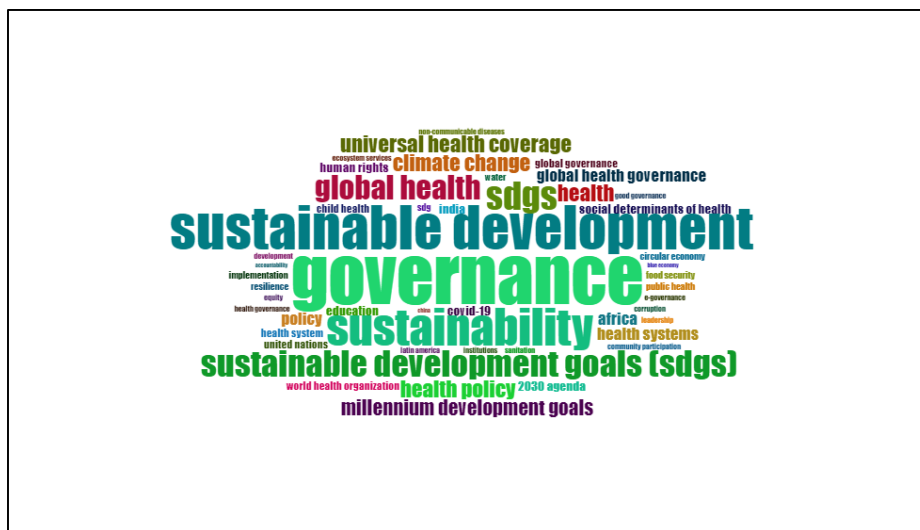 non-communicable diseases
universal health coverage
ecosystem services
climate change
global governance
human rights
global health governance
water
global health
sdgs
health
good governance
child health
sdg
india
social determinants of health
sustainable development
development
circular economy
accountability
governance
blue economy
implementation
food security
resilience
public health
equity
e-governance
health governance
education
china
covid-19
corruption
policy
sustainability
africa
leadership
health system
health systems
united nations
latin america
institutions
sanitation
community participation
sustainable development goals (sdgs)
world health organization
health policy
2030 agenda
millennium development goals